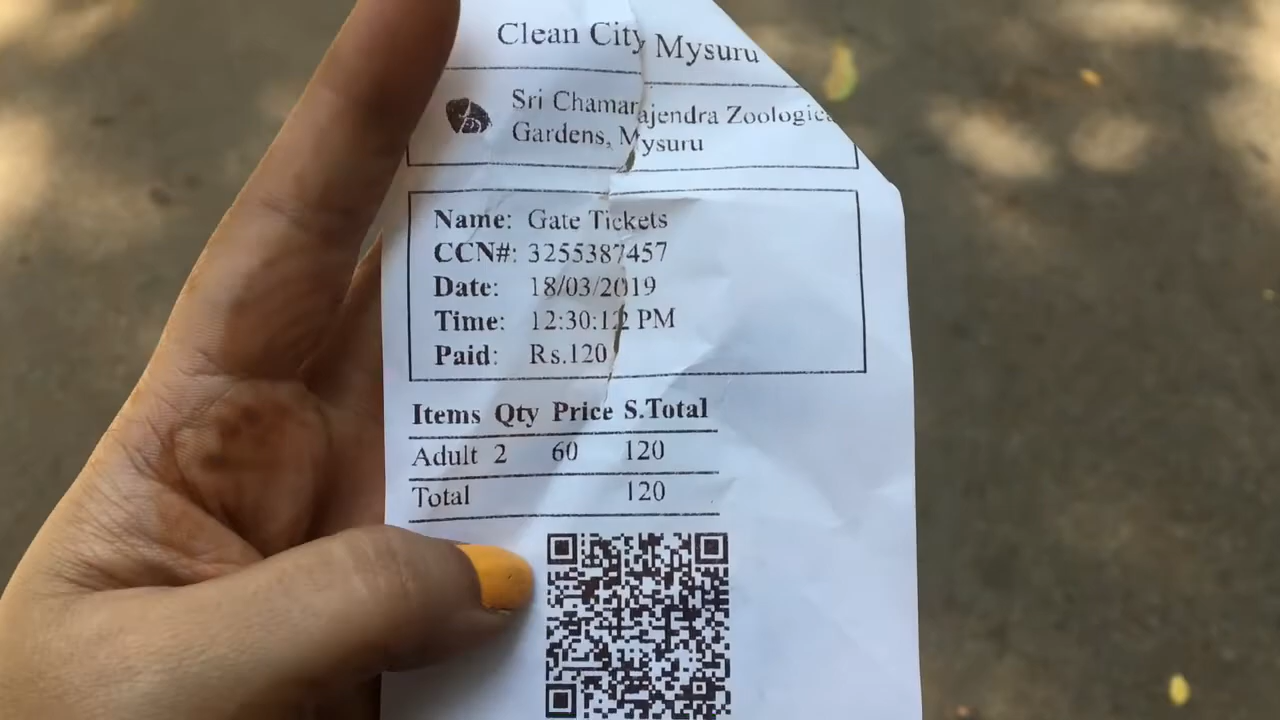 Clean City Mysuru
Sri Chamarajendra Zoologica
Gardens, Mysuru
Name: Gate Tickets
CCN#: 3255387457
Date: 18/03/2019
Time: 12:30:12 PM
Paid: Rs.120
Items Qty Price S.Total
Adult 2 60 120
Total 120